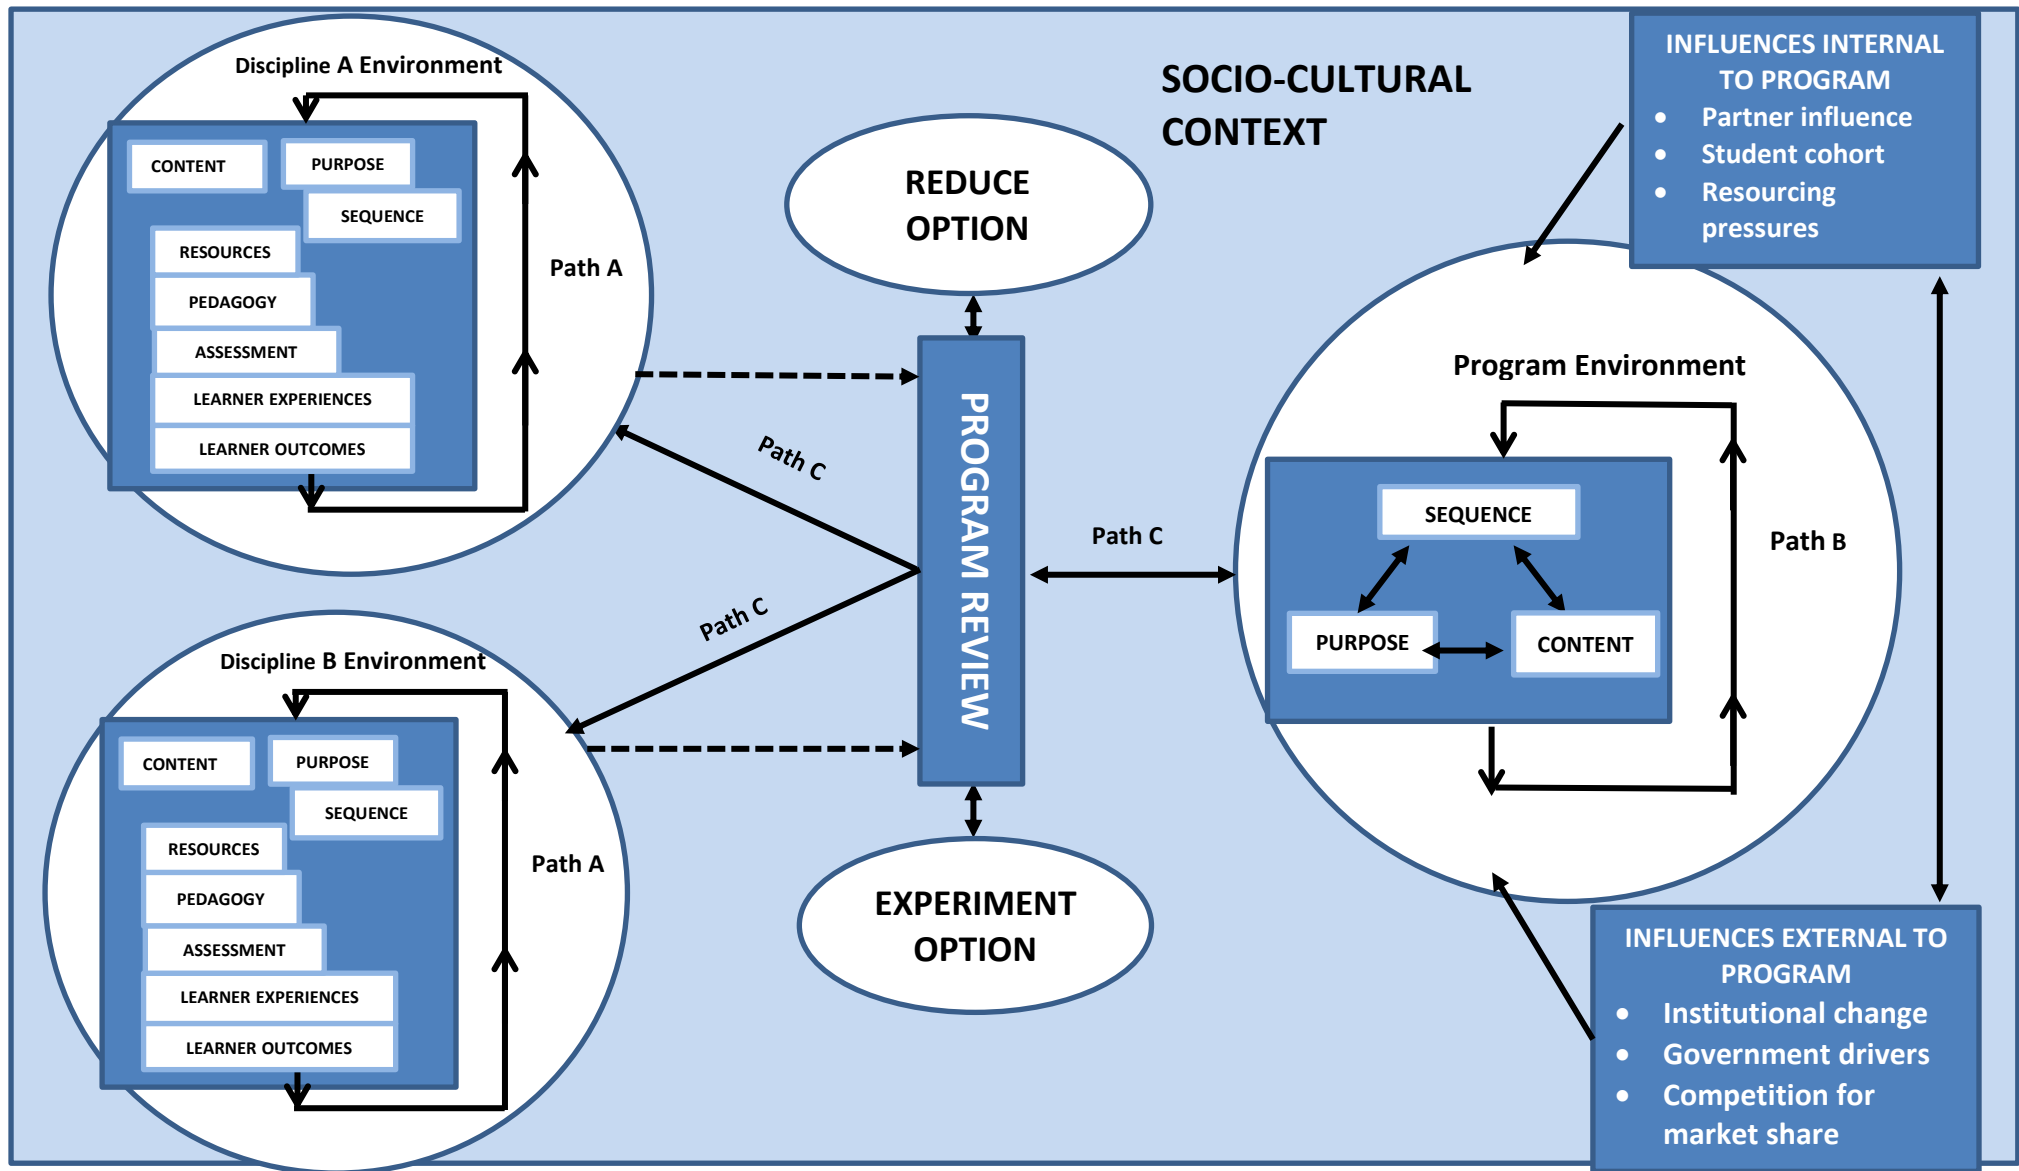 Discipline A Environment
CONTENT
PURPOSE
SEQUENCE
RESOURCES
PEDAGOGY
ASSESSMENT
LEARNER EXPERIENCES
LEARNER OUTCOMES
Path A
Discipline B Environment
CONTENT
PURPOSE
SEQUENCE
RESOURCES
PEDAGOGY
ASSESSMENT
LEARNER EXPERIENCES
LEARNER OUTCOMES
Path A
Path C
Path C
REDUCE
OPTION
PROGRAM REVIEW
EXPERIMENT
OPTION
SOCIO-CULTURAL
CONTEXT
Path C
Program Environment
SEQUENCE
PURPOSE
CONTENT
Path B
INFLUENCES INTERNAL
TO PROGRAM
• Partner influence
• Student cohort
• Resourcing
pressures
INFLUENCES EXTERNAL TO
PROGRAM
• Institutional change
• Government drivers
• Competition for
market share